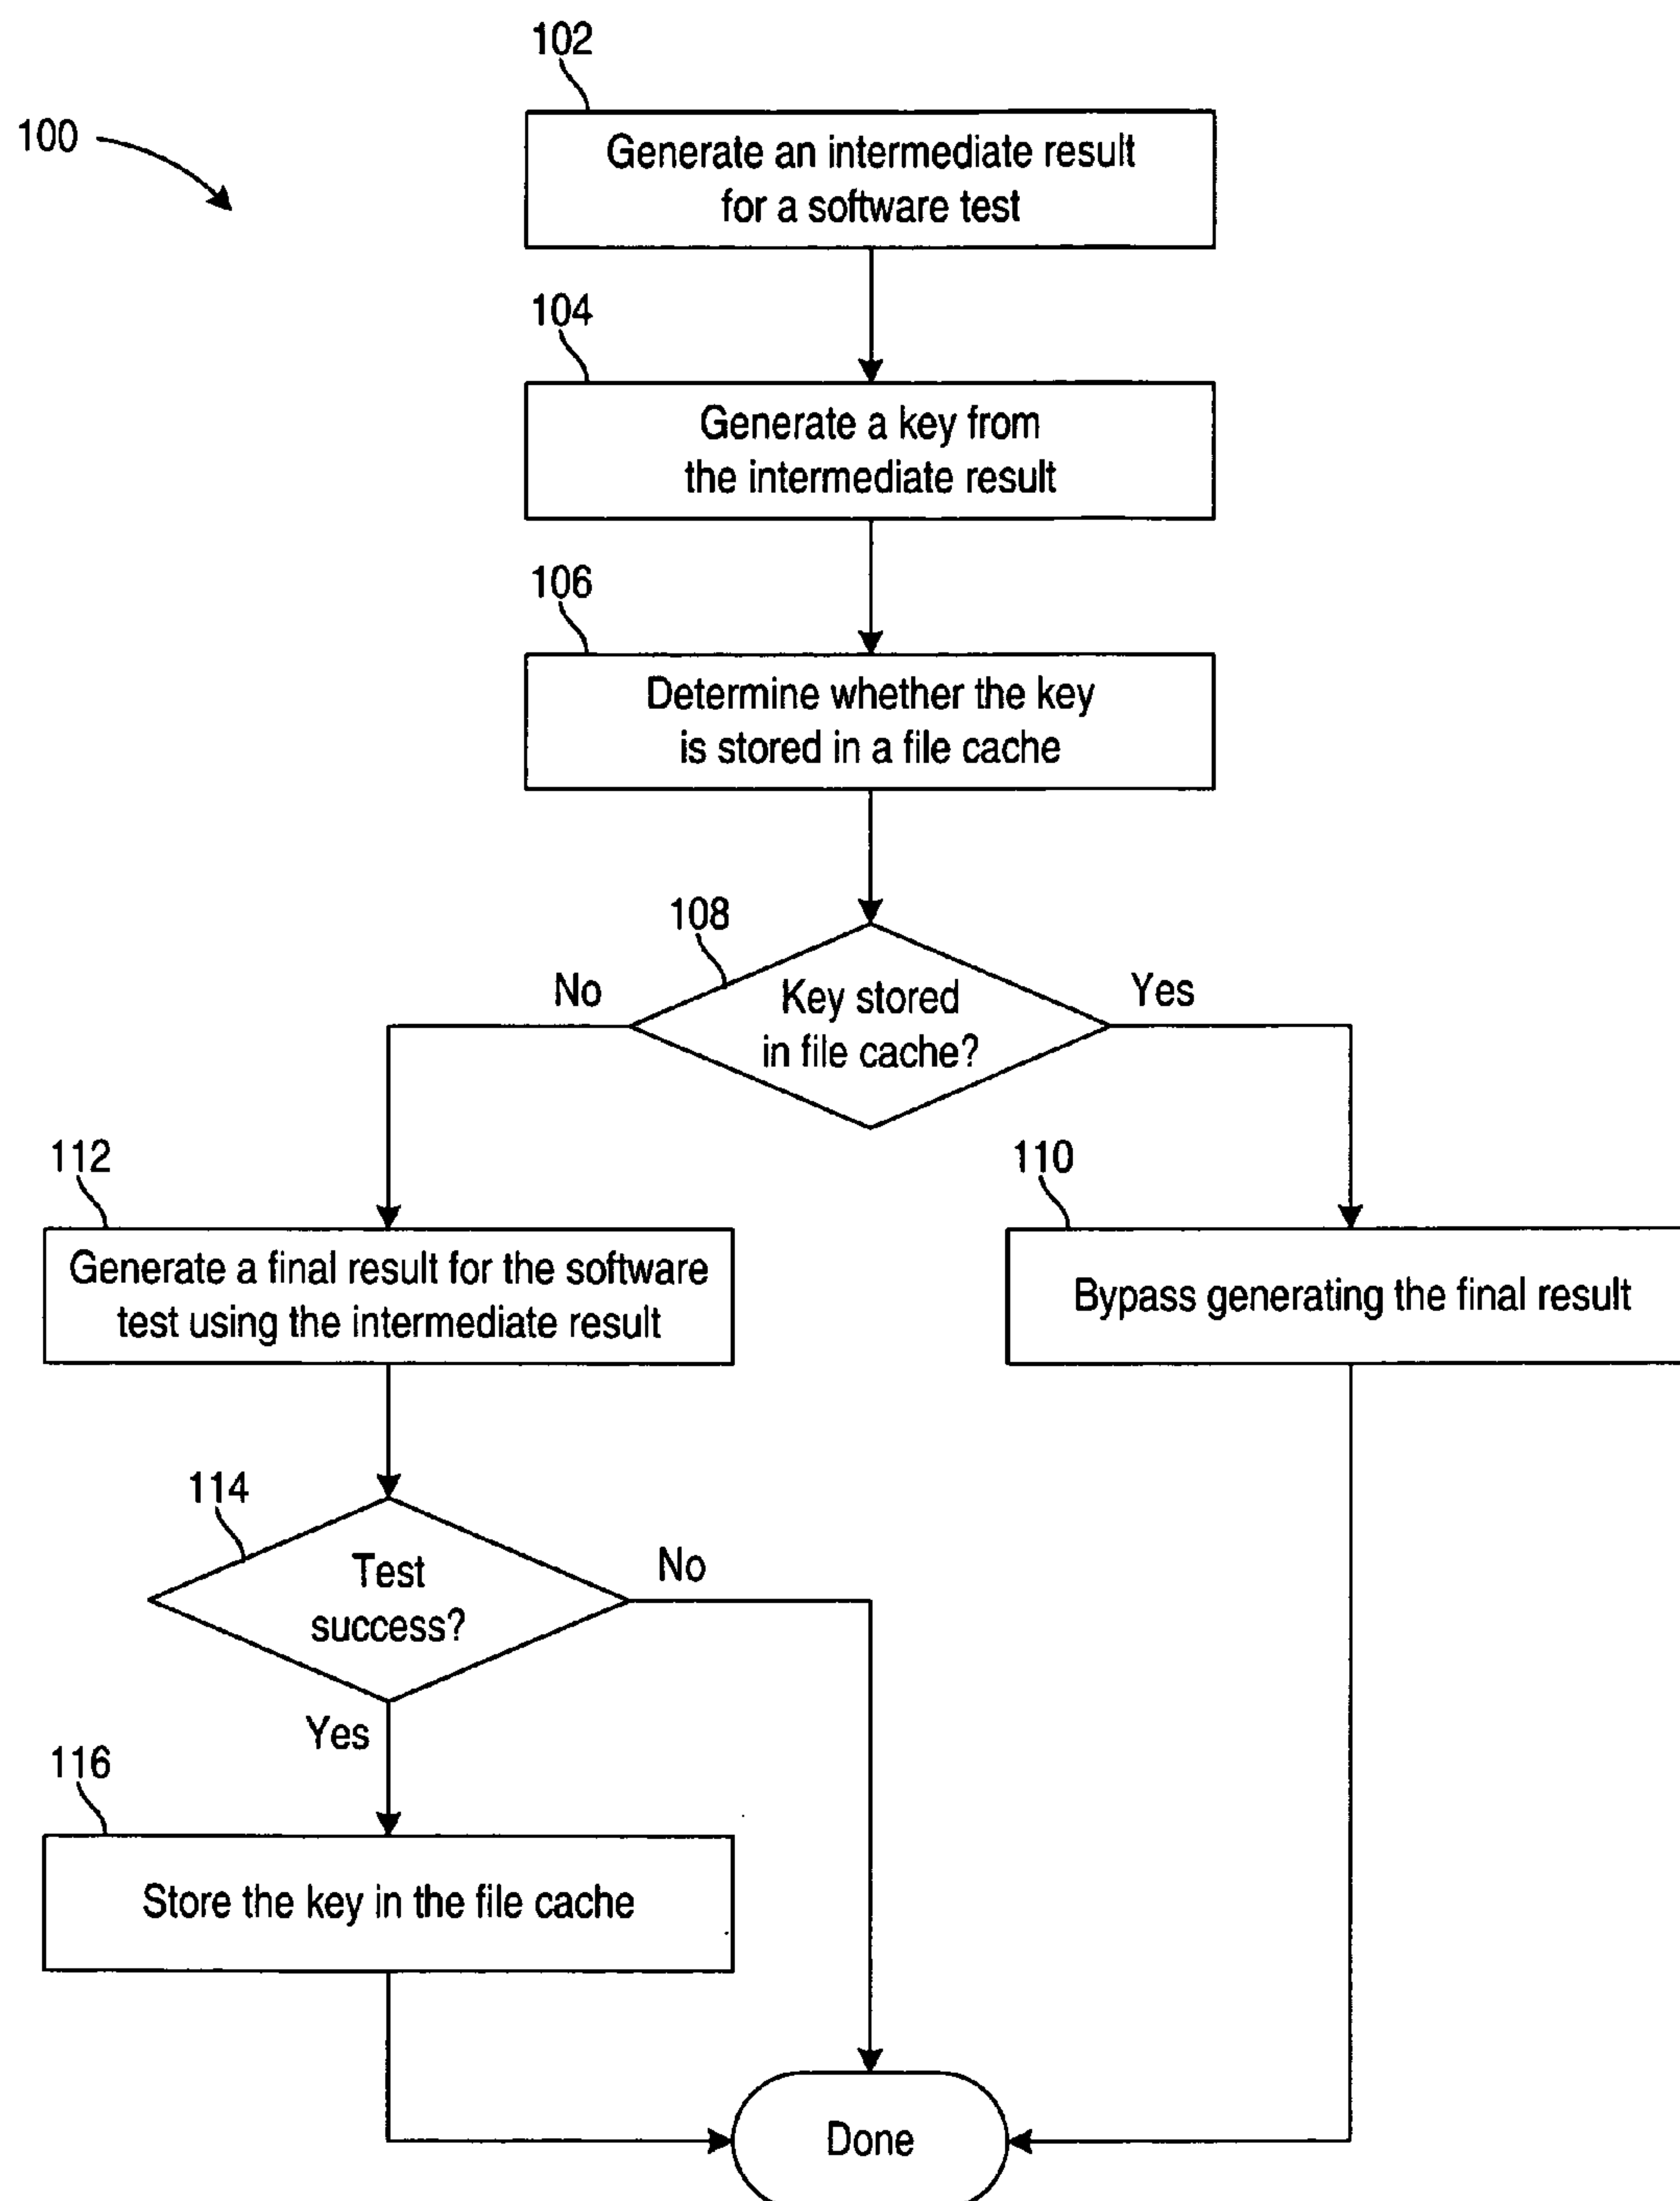 102
100
Generate an intermediate result
for a software test
104
Generate a key from
the intermediate result
106
Determine whether the key
is stored in a file cache
108
No
Key stored
in file cache?
Yes
112
110
Generate a final result for the software
test using the intermediate result
Bypass generating the final result
114
Test
success?
No
Yes
116
Store the key in the file cache
Done